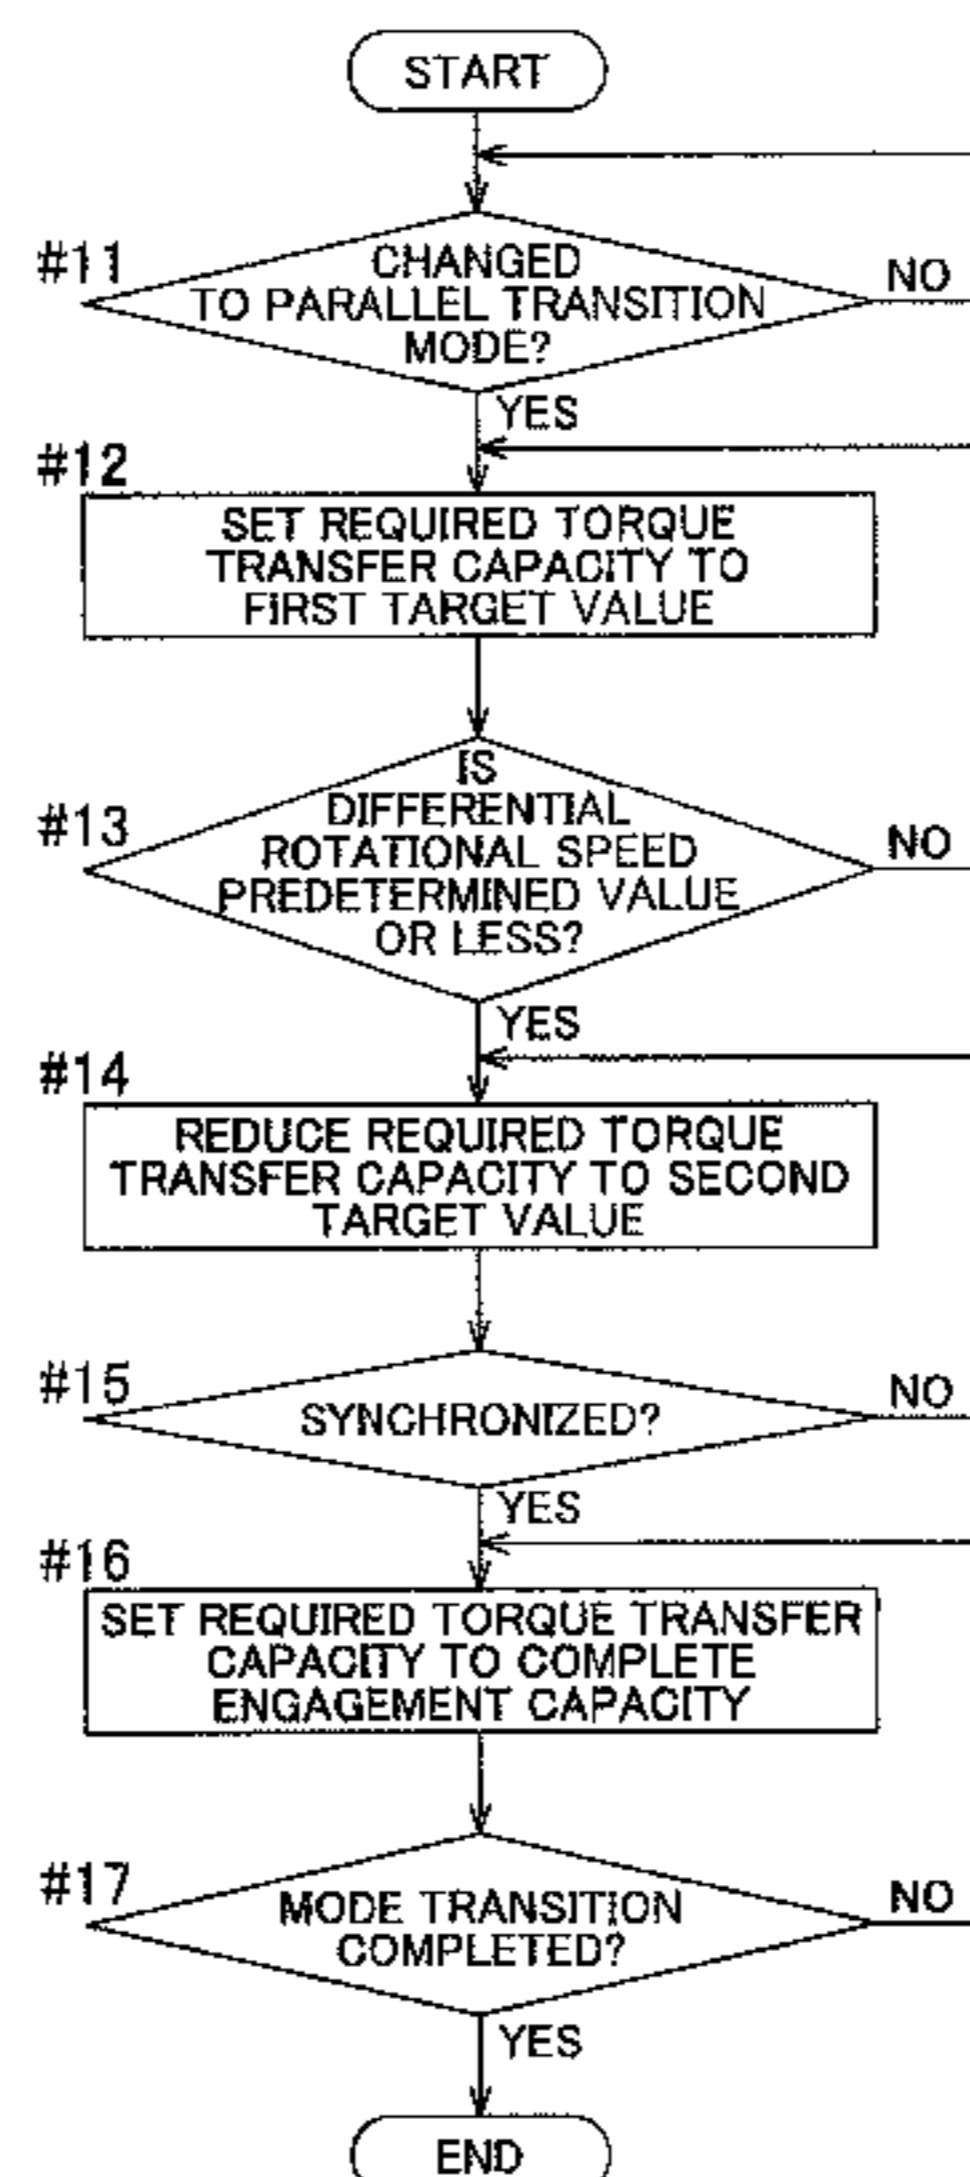 START
#11
CHANGED
TO PARALLEL TRANSITION
MODE?
NO
YES
#12
SET REQUIRED TORQUE
TRANSFER CAPACITY TO
FIRST TARGET VALUE
#13
IS
DIFFERENTIAL
ROTATIONAL SPEED
PREDETERMINED VALUE
OR LESS?
NO
YES
#14
REDUCE REQUIRED TORQUE
TRANSFER CAPACITY TO SECOND
TARGET VALUE
#15
SYNCHRONIZED?
NO
YES
#16
SET REQUIRED TORQUE TRANSFER
CAPACITY TO COMPLETE
ENGAGEMENT CAPACITY
#17
MODE TRANSITION
COMPLETED?
NO
YES
END